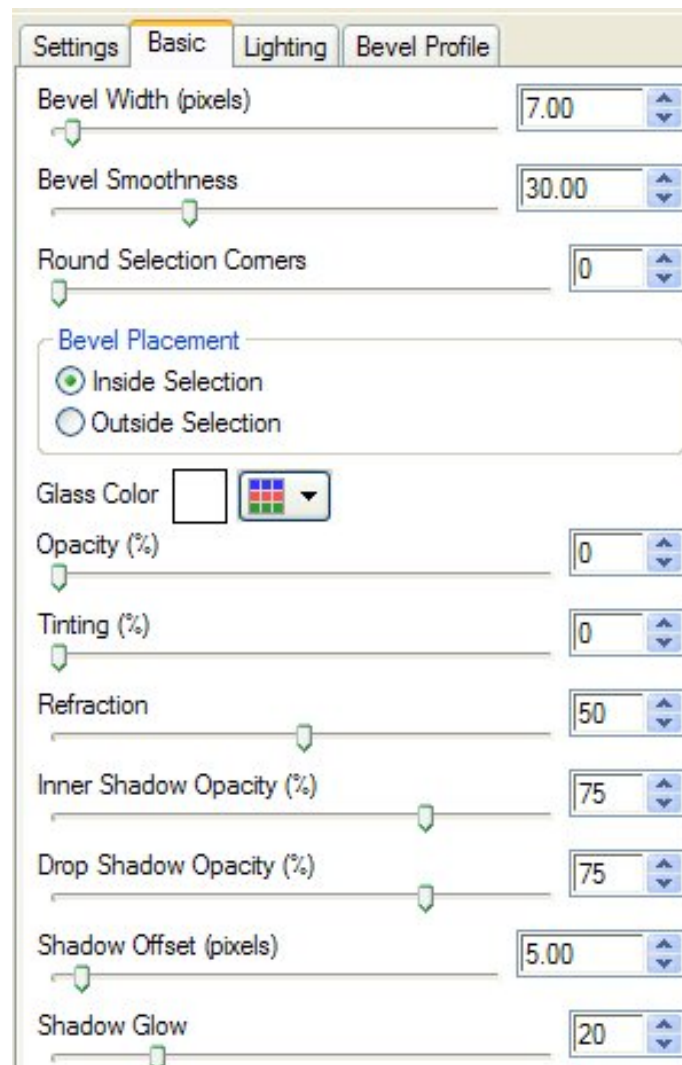 Settings Basic Lighting Bevel Profile
Bevel Width (pixels) 7.00
Bevel Smoothness 30.00
Round Selection Corners 0
Bevel Placement
Inside Selection
Outside Selection
Glass Color
Opacity (%) 0
Tinting (%) 0
Refraction 50
Inner Shadow Opacity (%) 75
Drop Shadow Opacity (%) 75
Shadow Offset (pixels) 5.00
Shadow Glow 20